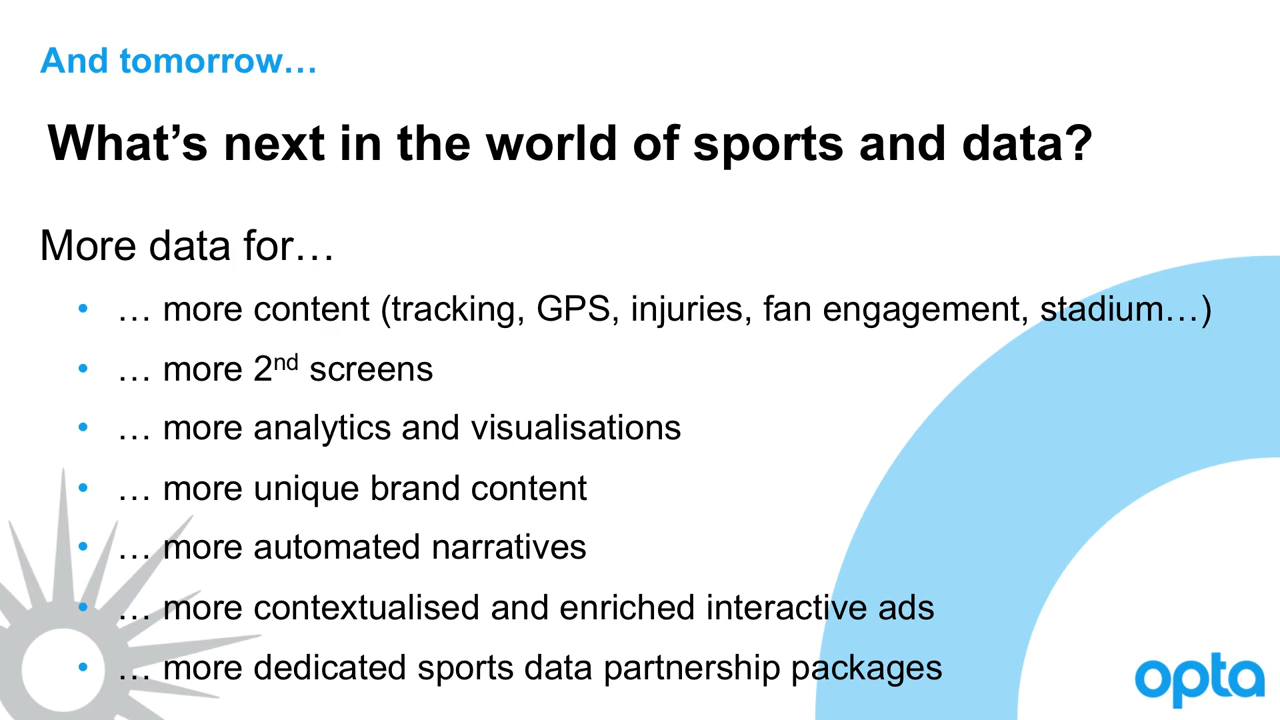 And tomorrow…
What’s next in the world of sports and data?
More data for…
• … more content (tracking, GPS, injuries, fan engagement, stadium…)
• … more 2nd screens
• … more analytics and visualisations
• … more unique brand content
• … more automated narratives
• … more contextualised and enriched interactive ads
• … more dedicated sports data partnership packages
opta